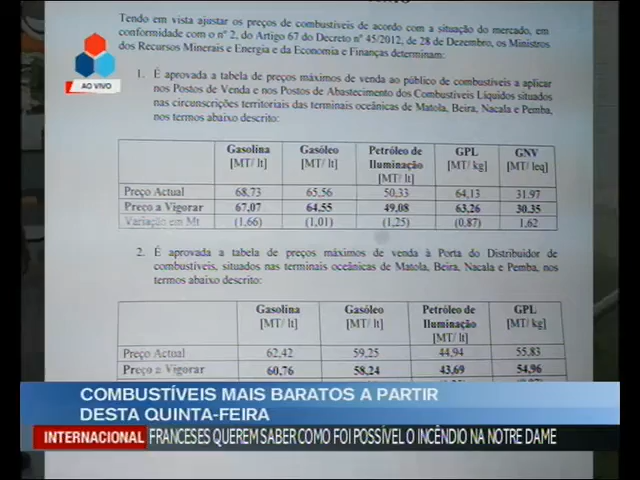 Tendo em vista ajustar os preços de combustíveis de acordo com a situação do mercado, em
conformidade com o nº 2, do Artigo 67 do Decreto nº 45/2012, de 28 de Dezembro, os Ministros
dos Recursos Minerais e Energia e da Economia e Finanças determinam:
AO VIVO
1. É aprovada a tabela de preços máximos de venda ao público de combustíveis a aplicar
nos Postos de Venda e nos Postos de Abastecimento dos Combustíveis Líquidos situados
nas circunscrições territoriais das terminais oceânicas de Matola, Beira, Nacala e Pemba,
nos termos abaixo descrito:
Gasolina [MT/ lt] Gasóleo [MT/ lt] Petróleo de Iluminação [MT/ lt] GPL [MT/ kg] GNV [MT/ leq]
Preço Actual 68,73 65,56 50,33 64,13 31,97
Preço a Vigorar 67,07 64,55 49,08 63,26 30,35
Variação em Mt (1,66) (1,01) (1,25) (0,87) 1,62
2. É aprovada a tabela de preços máximos de venda à Porta do Distribuidor de
combustíveis, situados nas terminais oceânicas de Matola, Beira, Nacala e Pemba, nos
termos abaixo descrito:
Gasolina [MT/ lt] Gasóleo [MT/ lt] Petróleo de Iluminação [MT/ lt] GPL [MT/ kg]
Preço Actual 62,42 59,25 44,94 55,83
Preço a Vigorar 60,76 58,24 43,69 54,96
COMBUSTÍVEIS MAIS BARATOS A PARTIR
DESTA QUINTA-FEIRA
INTERNACIONAL FRANCESES QUEREM SABER COMO FOI POSSÍVEL O INCÊNDIO NA NOTRE DAME